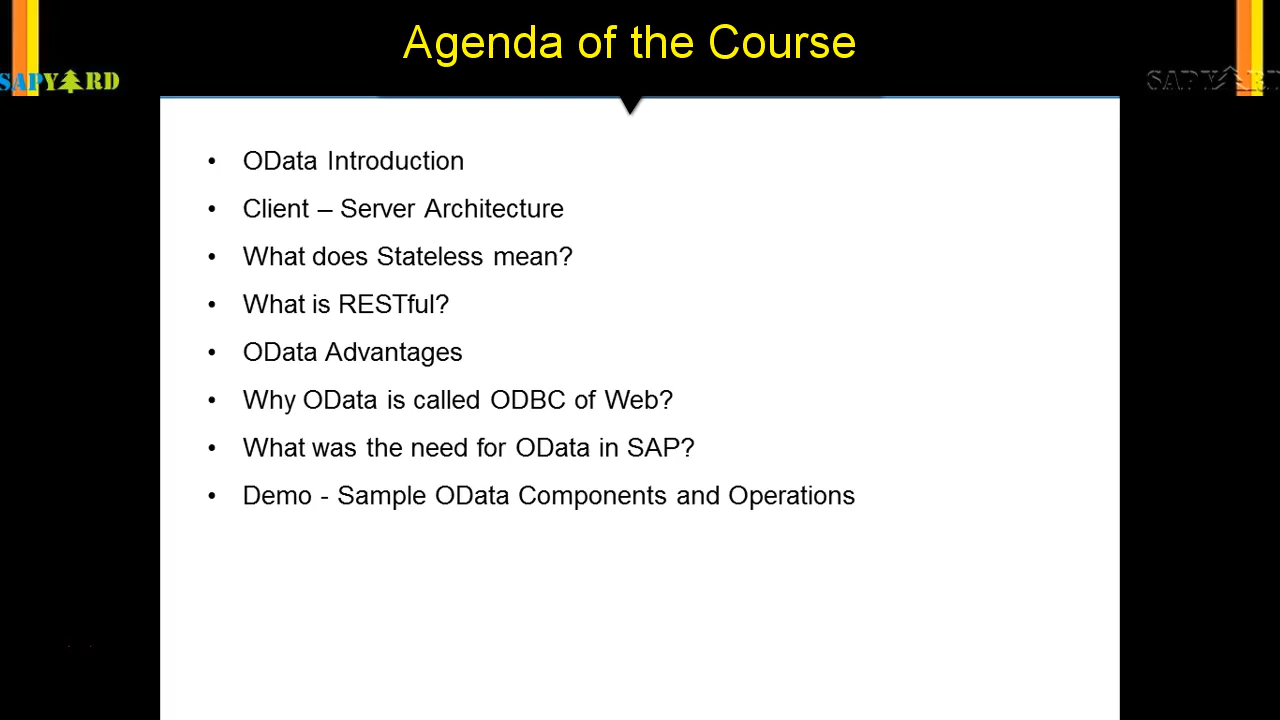 Agenda of the Course
SAPYARD
SAPYARD
• OData Introduction
• Client – Server Architecture
• What does Stateless mean?
• What is RESTful?
• OData Advantages
• Why OData is called ODBC of Web?
• What was the need for OData in SAP?
• Demo - Sample OData Components and Operations